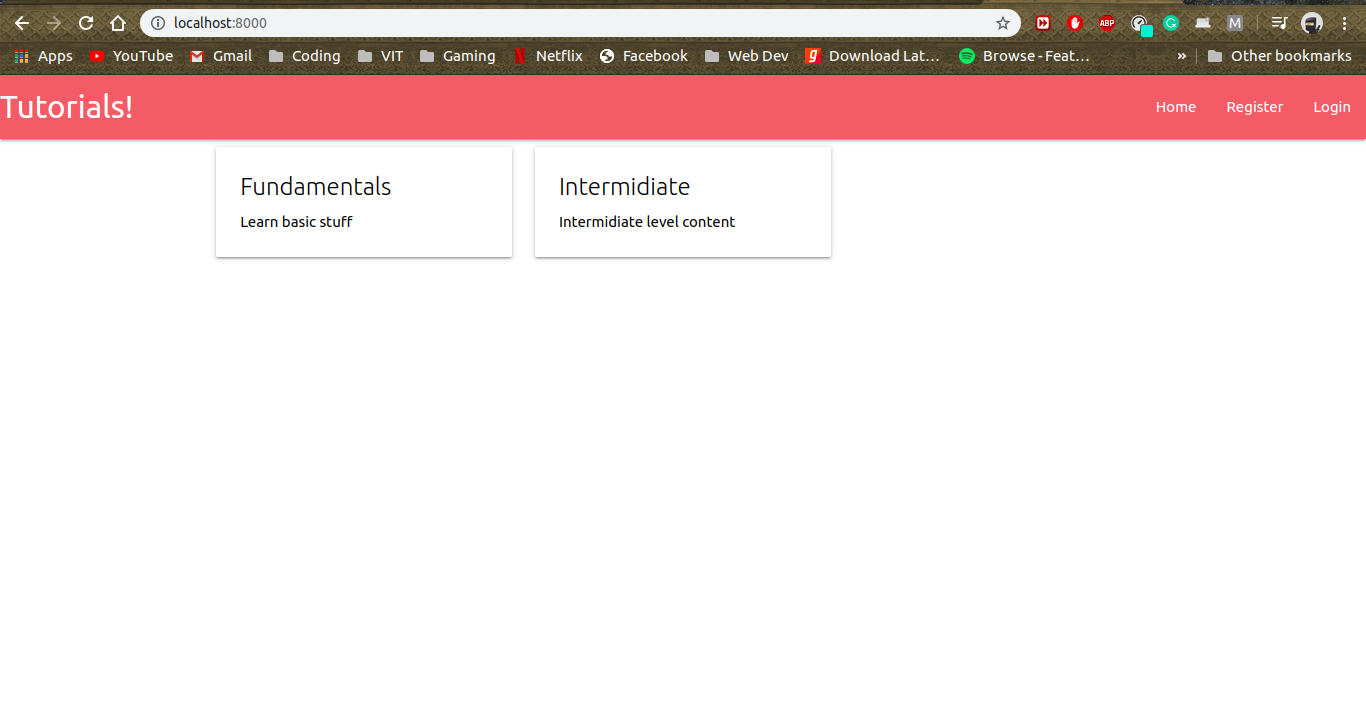 localhost:8000
ABP
G
M
Apps YouTube Gmail Coding VIT Gaming Netflix Facebook Web Dev Download Lat... Browse - Feat... » Other bookmarks
Tutorials! Home Register Login
Fundamentals
Learn basic stuff
Intermidiate
Intermidiate level content